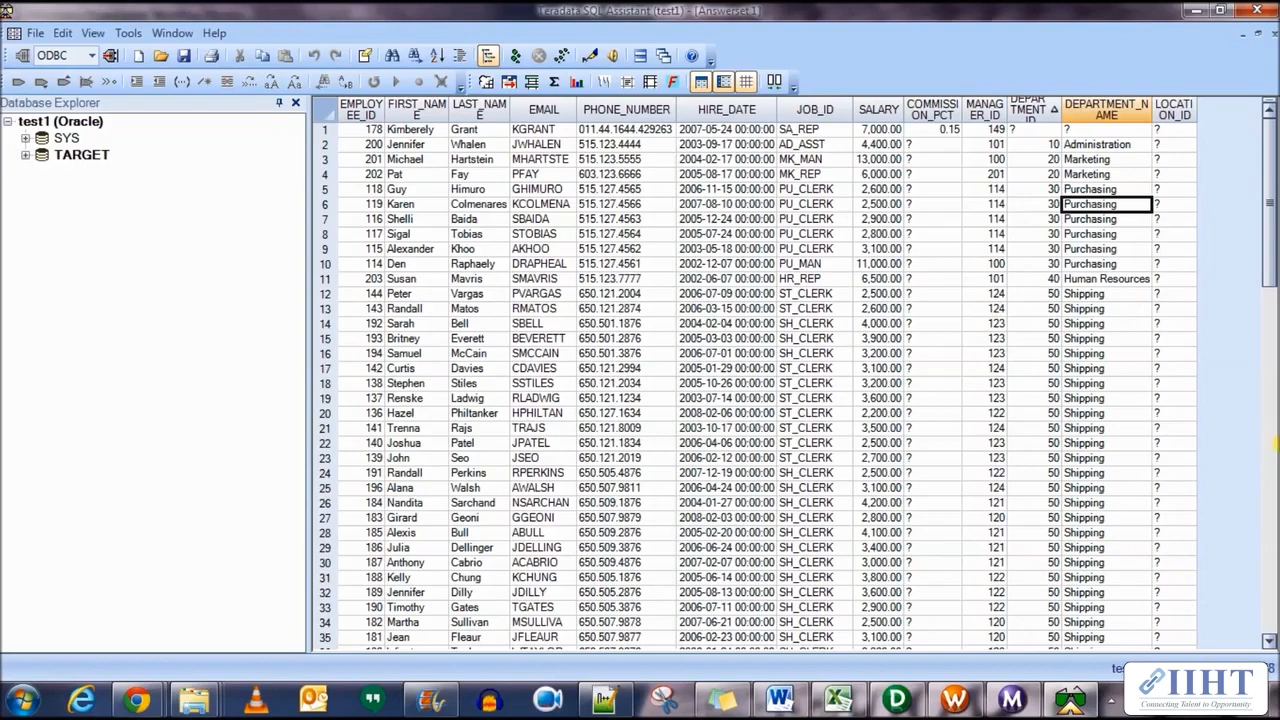 Teradata SQL Assistant (test1) - [Answerset 1]
File Edit View Tools Window Help
ODBC
Database Explorer
test1 (Oracle)
SYS
TARGET
EMPLOYEE_ID FIRST_NAME LAST_NAME EMAIL PHONE_NUMBER HIRE_DATE JOB_ID SALARY COMMISSION_PCT MANAGER_ID DEPARTMENT_ID DEPARTMENT_NAME LOCATION_ID
1 178 Kimberely Grant KGRANT 011.44.1644.429263 2007-05-24 00:00:00 SA_REP 7,000.00 0.15 149 ? ? ?
2 200 Jennifer Whalen JWHALEN 515.123.4444 2003-09-17 00:00:00 AD_ASST 4,400.00 ? 101 10 Administration ?
3 201 Michael Hartstein MHARTSTE 515.123.5555 2004-02-17 00:00:00 MK_MAN 13,000.00 ? 100 20 Marketing ?
4 202 Pat Fay PFAY 603.123.6666 2005-08-17 00:00:00 MK_REP 6,000.00 ? 201 20 Marketing ?
5 118 Guy Himuro GHIMURO 515.127.4565 2006-11-15 00:00:00 PU_CLERK 2,600.00 ? 114 30 Purchasing ?
6 119 Karen Colmenares KCOLMENA 515.127.4566 2007-08-10 00:00:00 PU_CLERK 2,500.00 ? 114 30 Purchasing ?
7 116 Shelli Baida SBAIDA 515.127.4563 2005-12-24 00:00:00 PU_CLERK 2,900.00 ? 114 30 Purchasing ?
8 117 Sigal Tobias STOBIAS 515.127.4564 2005-07-24 00:00:00 PU_CLERK 2,800.00 ? 114 30 Purchasing ?
9 115 Alexander Khoo AKHOO 515.127.4562 2003-05-18 00:00:00 PU_CLERK 3,100.00 ? 114 30 Purchasing ?
10 114 Den Raphaely DRAPHEAL 515.127.4561 2002-12-07 00:00:00 PU_MAN 11,000.00 ? 100 30 Purchasing ?
11 203 Susan Mavris SMAVRIS 515.123.7777 2002-06-07 00:00:00 HR_REP 6,500.00 ? 101 40 Human Resources ?
12 144 Peter Vargas PVARGAS 650.121.2004 2006-07-09 00:00:00 ST_CLERK 2,500.00 ? 124 50 Shipping ?
13 143 Randall Matos RMATOS 650.121.2874 2006-03-15 00:00:00 ST_CLERK 2,600.00 ? 124 50 Shipping ?
14 192 Sarah Bell SBELL 650.501.1876 2004-02-04 00:00:00 SH_CLERK 4,000.00 ? 123 50 Shipping ?
15 193 Britney Everett BEVERETT 650.501.2876 2005-03-03 00:00:00 SH_CLERK 3,900.00 ? 123 50 Shipping ?
16 194 Samuel McCain SMCCAIN 650.501.3876 2006-07-01 00:00:00 SH_CLERK 3,200.00 ? 123 50 Shipping ?
17 142 Curtis Davies CDAVIES 650.121.2994 2005-01-29 00:00:00 ST_CLERK 3,100.00 ? 124 50 Shipping ?
18 138 Stephen Stiles SSTILES 650.121.2034 2005-10-26 00:00:00 ST_CLERK 3,200.00 ? 123 50 Shipping ?
19 137 Renske Ladwig RLADWIG 650.121.1234 2003-07-14 00:00:00 ST_CLERK 3,600.00 ? 123 50 Shipping ?
20 136 Hazel Philtanker HPHILTAN 650.127.1634 2008-02-06 00:00:00 ST_CLERK 2,200.00 ? 122 50 Shipping ?
21 141 Trenna Rajs TRAJS 650.121.8009 2003-10-17 00:00:00 ST_CLERK 3,500.00 ? 124 50 Shipping ?
22 140 Joshua Patel JPATEL 650.121.1834 2006-04-06 00:00:00 ST_CLERK 2,500.00 ? 123 50 Shipping ?
23 139 John Seo JSEO 650.121.2019 2006-02-12 00:00:00 ST_CLERK 2,700.00 ? 123 50 Shipping ?
24 191 Randall Perkins RPERKINS 650.505.4876 2007-12-19 00:00:00 SH_CLERK 2,500.00 ? 122 50 Shipping ?
25 196 Alana Walsh AWALSH 650.507.9811 2006-04-24 00:00:00 SH_CLERK 3,100.00 ? 124 50 Shipping ?
26 184 Nandita Sarchand NSARCHAN 650.509.1876 2004-01-27 00:00:00 SH_CLERK 4,200.00 ? 121 50 Shipping ?
27 183 Girard Geoni GGEONI 650.507.9879 2008-02-03 00:00:00 SH_CLERK 2,800.00 ? 120 50 Shipping ?
28 185 Alexis Bull ABULL 650.509.2876 2005-02-20 00:00:00 SH_CLERK 4,100.00 ? 121 50 Shipping ?
29 186 Julia Dellinger JDELLING 650.509.3876 2006-06-24 00:00:00 SH_CLERK 3,400.00 ? 121 50 Shipping ?
30 187 Anthony Cabrio ACABRIO 650.509.4876 2007-02-07 00:00:00 SH_CLERK 3,000.00 ? 121 50 Shipping ?
31 188 Kelly Chung KCHUNG 650.505.1876 2005-06-14 00:00:00 SH_CLERK 3,800.00 ? 122 50 Shipping ?
32 189 Jennifer Dilly JDILLY 650.505.2876 2005-08-13 00:00:00 SH_CLERK 3,600.00 ? 122 50 Shipping ?
33 190 Timothy Gates TGATES 650.505.3876 2006-07-11 00:00:00 SH_CLERK 2,900.00 ? 122 50 Shipping ?
34 182 Martha Sullivan MSULLIVA 650.507.9878 2007-06-21 00:00:00 SH_CLERK 2,500.00 ? 120 50 Shipping ?
35 181 Jean Fleaur JFLEAUR 650.507.9877 2006-02-23 00:00:00 SH_CLERK 3,100.00 ? 120 50 Shipping ?
IIHT
Connecting Talent to Opportunity